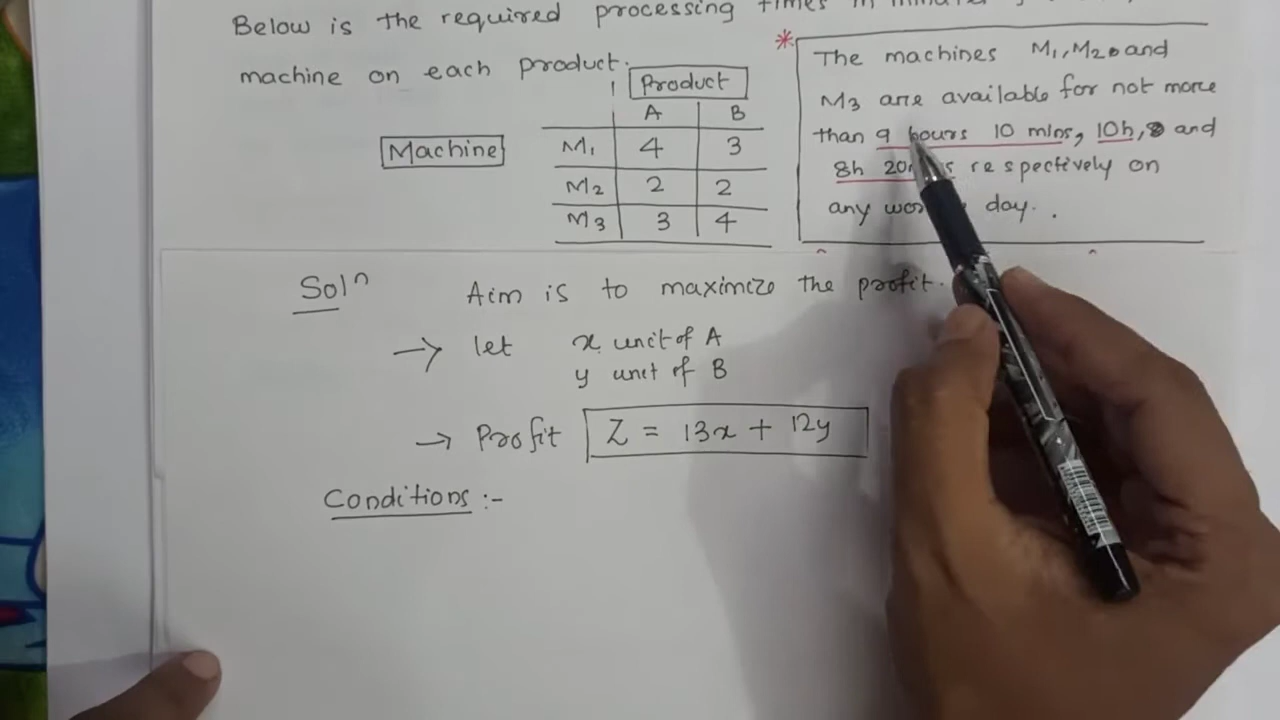 Below is the required processing times in
machine on each product.
Product
A B
Machine
M1 4 3
M2 2 2
M3 3 4
* The machines M1, M2 and
M3 are available for not more
than 9 hours 10 mins, 10h, and
8h respectively on
any day.
Soln Aim is to maximize the profit.
→ let x unit of A
y unit of B
→ Profit Z = 13x + 12y
Conditions :-